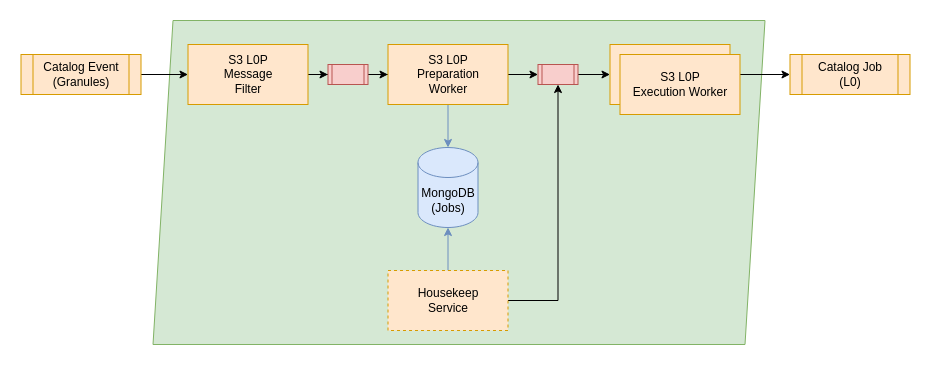 Catalog Event
(Granules)
S3 L0P
Message
Filter
S3 L0P
Preparation
Worker
S3 L0P
Execution Worker
Catalog Job
(L0)
MongoDB
(Jobs)
Housekeep
Service